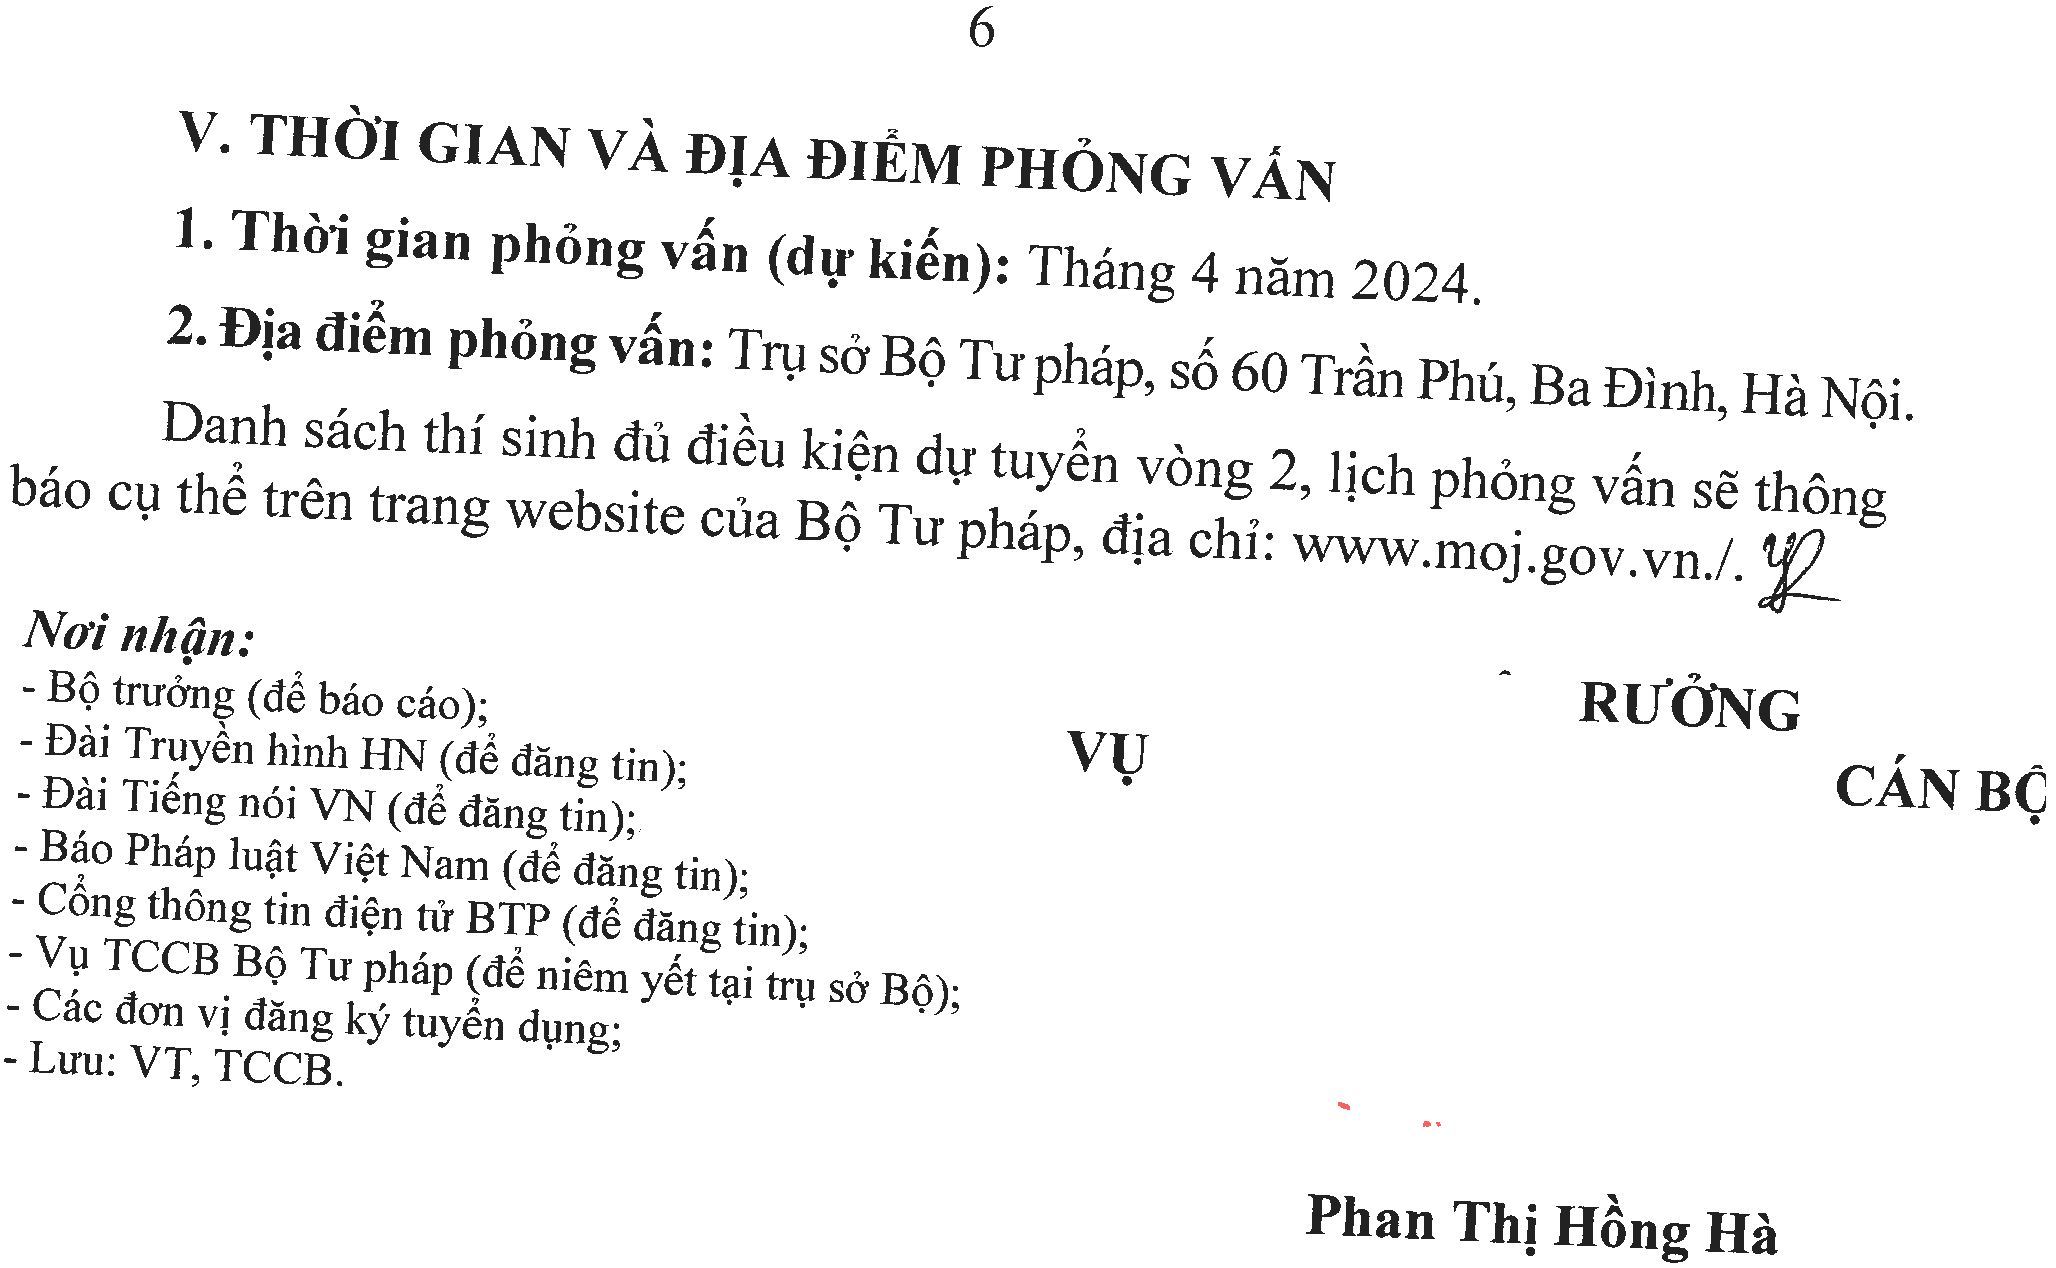 6
V. THỜI GIAN VÀ ĐỊA ĐIỂM PHỎNG VẤN
1. Thời gian phỏng vấn (dự kiến): Tháng 4 năm 2024.
2. Địa điểm phỏng vấn: Trụ sở Bộ Tư pháp, số 60 Trần Phú, Ba Đình, Hà Nội.
Danh sách thí sinh đủ điều kiện dự tuyển vòng 2, lịch phỏng vấn sẽ thông
báo cụ thể trên trang website của Bộ Tư pháp, địa chỉ: www.moj.gov.vn./.
Nơi nhận:
- Bộ trưởng (để báo cáo);
- Đài Truyền hình HN (để đăng tin);
- Đài Tiếng nói VN (để đăng tin);
- Báo Pháp luật Việt Nam (để đăng tin);
- Cổng thông tin điện tử BTP (để đăng tin);
- Vụ TCCB Bộ Tư pháp (để niêm yết tại trụ sở Bộ);
- Các đơn vị đăng ký tuyển dụng;
- Lưu: VT, TCCB.
RƯỞNG
VỤ
CÁN BỘ
Phan Thị Hồng Hà